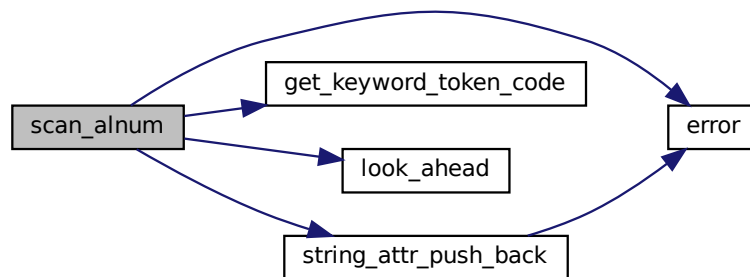 get_keyword_token_code
scan_alnum
error
look_ahead
string_attr_push_back